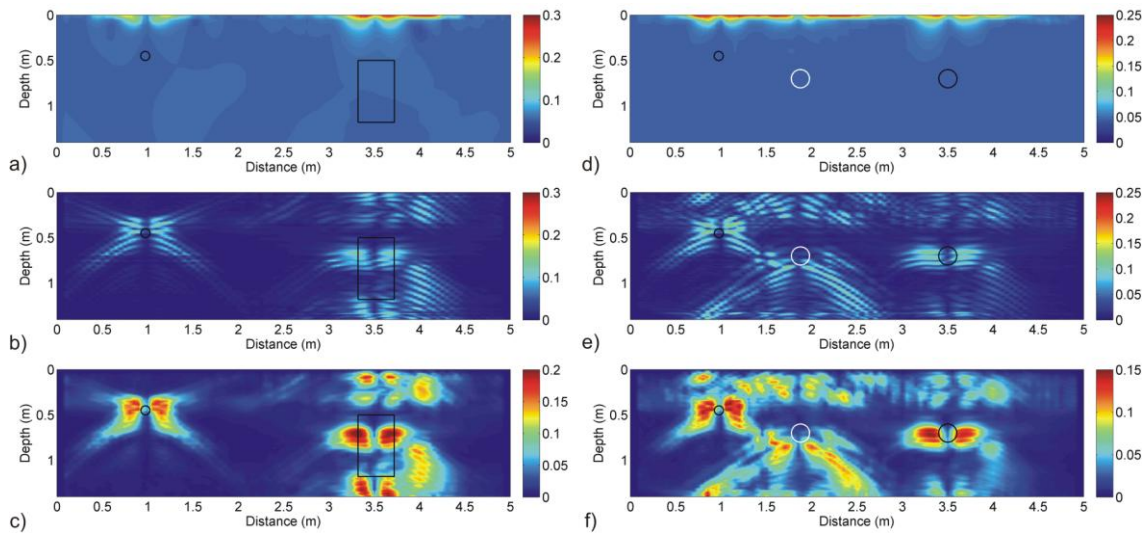 0 0.5 1 Depth (m)
0 0.5 1 1.5 2 2.5 3 3.5 4 4.5 5
Distance (m)
0.3 0.2 0.1 0
a)
0 0.5 1 Depth (m)
0 0.5 1 1.5 2 2.5 3 3.5 4 4.5 5
Distance (m)
0.25 0.2 0.15 0.1 0.05 0
d)
0 0.5 1 Depth (m)
0 0.5 1 1.5 2 2.5 3 3.5 4 4.5 5
Distance (m)
0.3 0.2 0.1 0
b)
0 0.5 1 Depth (m)
0 0.5 1 1.5 2 2.5 3 3.5 4 4.5 5
Distance (m)
0.25 0.2 0.15 0.1 0.05 0
e)
0 0.5 1 Depth (m)
0 0.5 1 1.5 2 2.5 3 3.5 4 4.5 5
Distance (m)
0.2 0.15 0.1 0.05 0
c)
0 0.5 1 Depth (m)
0 0.5 1 1.5 2 2.5 3 3.5 4 4.5 5
Distance (m)
0.15 0.1 0.05 0
f)